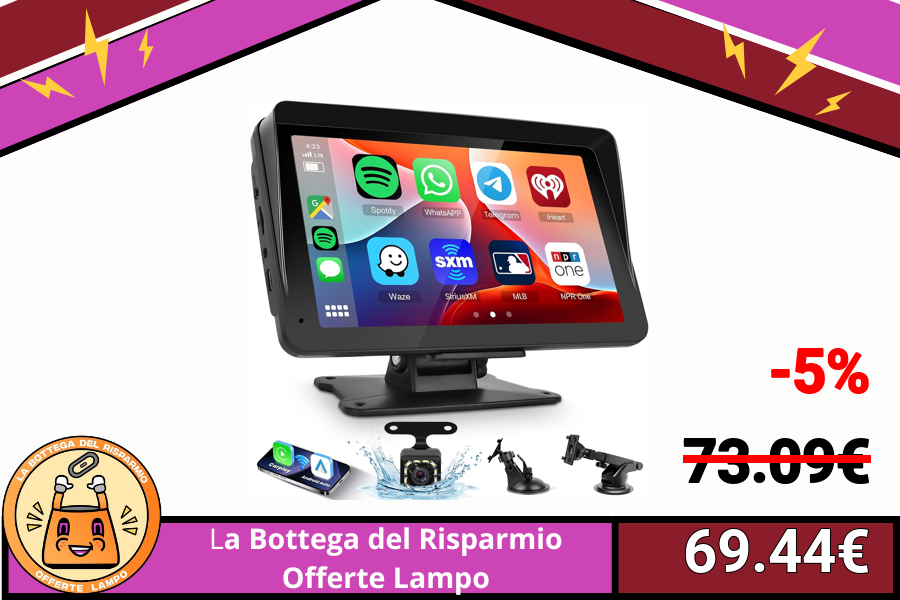 4:23
LTE
Spotify
WhatsAPP
Telegrom
iHeart
sxm
npr
one
Waze
SiriusXM
MLB
NPR One
-5%
73.09€
Carplay
Android Auto
LA BOTTEGA DEL RISPARMIO
OFFERTE LAMPO
La Bottega del Risparmio
Offerte Lampo
69.44€